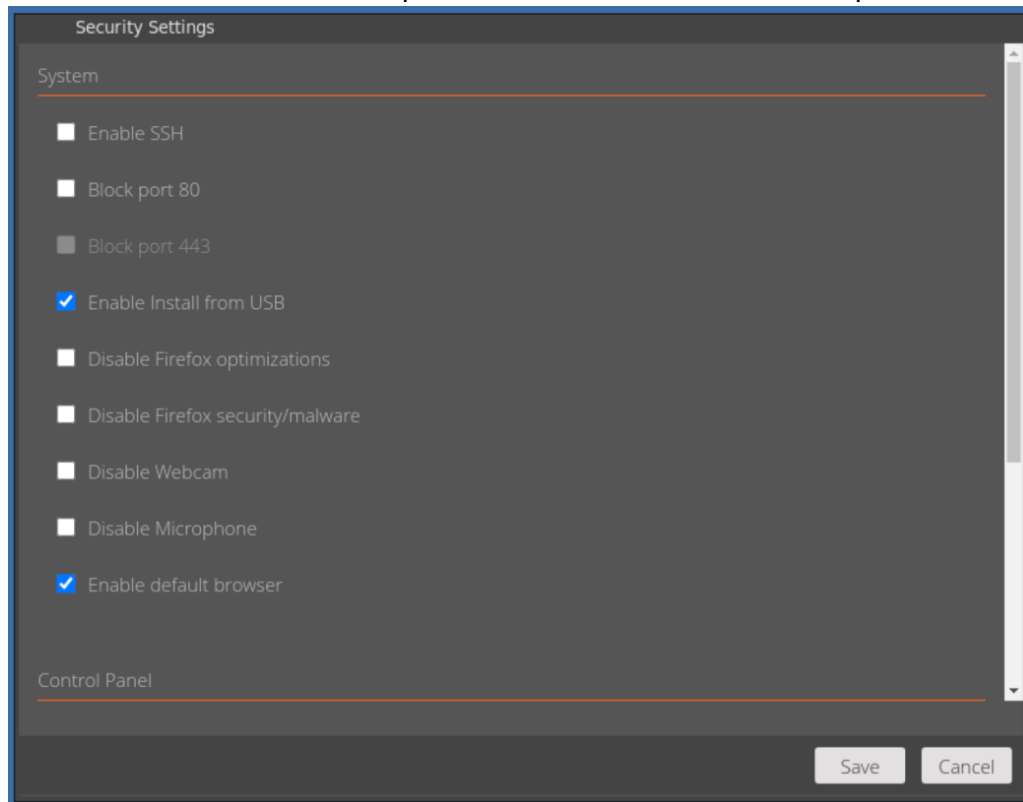 Security Settings
System
Enable SSH
Block port 80
Block port 443
Enable Install from USB
Disable Firefox optimizations
Disable Firefox security/malware
Disable Webcam
Disable Microphone
Enable default browser
Control Panel
Save Cancel